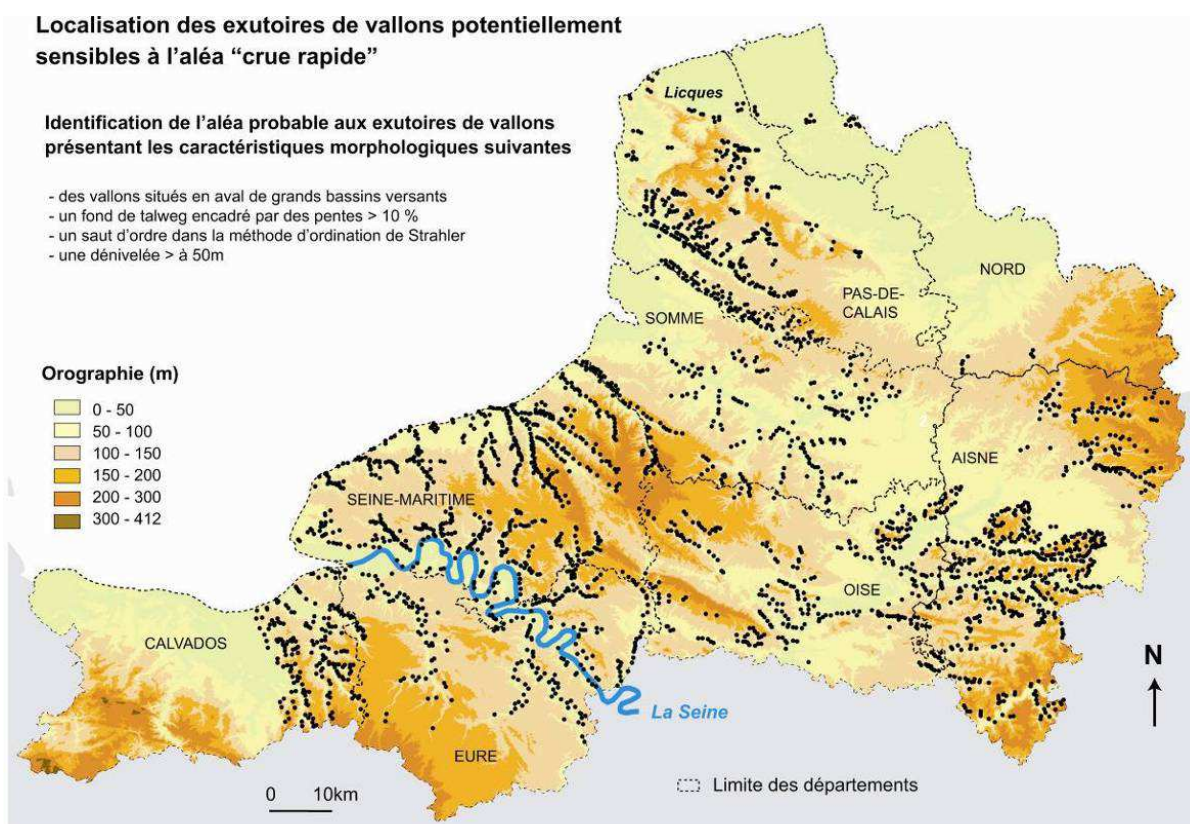 Localisation des exutoires de vallons potentiellement
sensibles à l'aléa "crue rapide"
Identification de l'aléa probable aux exutoires de vallons
présentant les caractéristiques morphologiques suivantes
- des vallons situés en aval de grands bassins versants
- un fond de talweg encadré par des pentes > 10 %
- un saut d'ordre dans la méthode d'ordination de Strahler
- une dénivelée > à 50m
Orographie (m)
0 - 50
50 - 100
100 - 150
150 - 200
200 - 300
300 - 412
Licques
NORD
PAS-DE-
CALAIS
SOMME
AISNE
SEINE-MARITIME
OISE
CALVADOS
EURE
La Seine
N
0 10km
Limite des départements